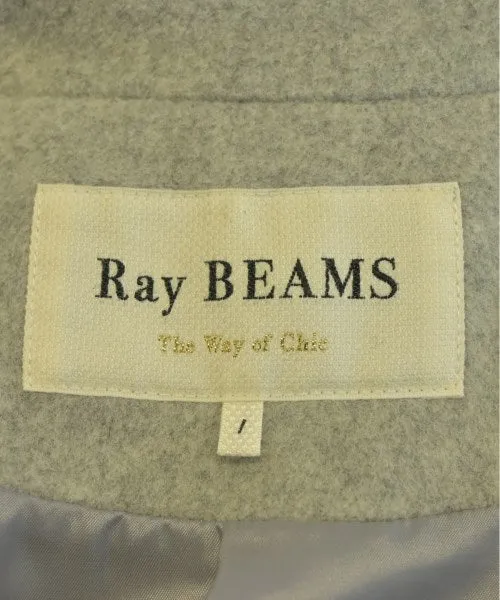 Ray BEAMS
The Way of Chic
1